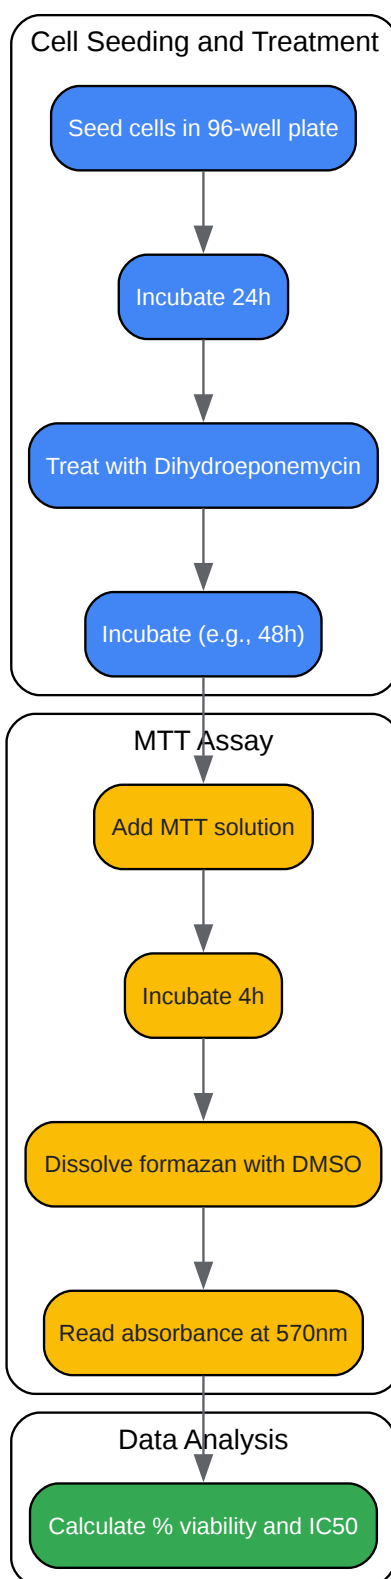 Cell Seeding and Treatment
Seed cells in 96-well plate
Incubate 24h
Treat with Dihydroeponemycin
Incubate (e.g., 48h)
MTT Assay
Add MTT solution
Incubate 4h
Dissolve formazan with DMSO
Read absorbance at 570nm
Data Analysis
Calculate % viability and IC50